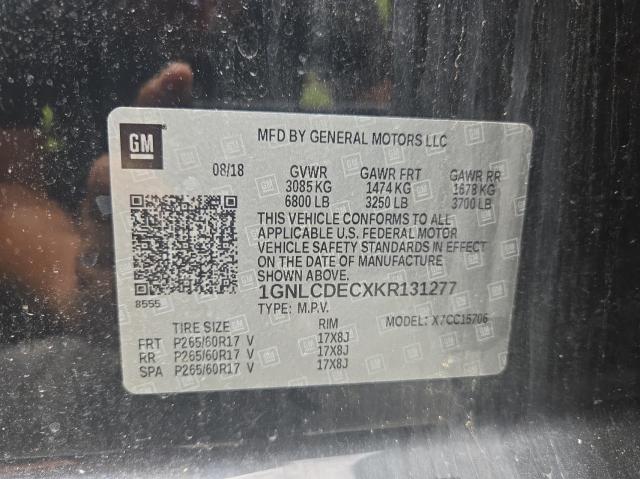 GM
MFD BY GENERAL MOTORS LLC
08/18 GVWR GAWR FRT GAWR RR
3085 KG 1474 KG 1678 KG
6800 LB 3250 LB 3700 LB
THIS VEHICLE CONFORMS TO ALL
APPLICABLE U.S. FEDERAL MOTOR
VEHICLE SAFETY STANDARDS IN EFFECT
ON THE DATE OF MANUFACTURE
SHOWN ABOVE.
8555
1GNLCDECXKR131277
TYPE: M.P.V.
MODEL: X7CC15706
TIRE SIZE RIM
FRT P265/60R17 V 17X8J
RR P265/60R17 V 17X8J
SPA P265/60R17 V 17X8J